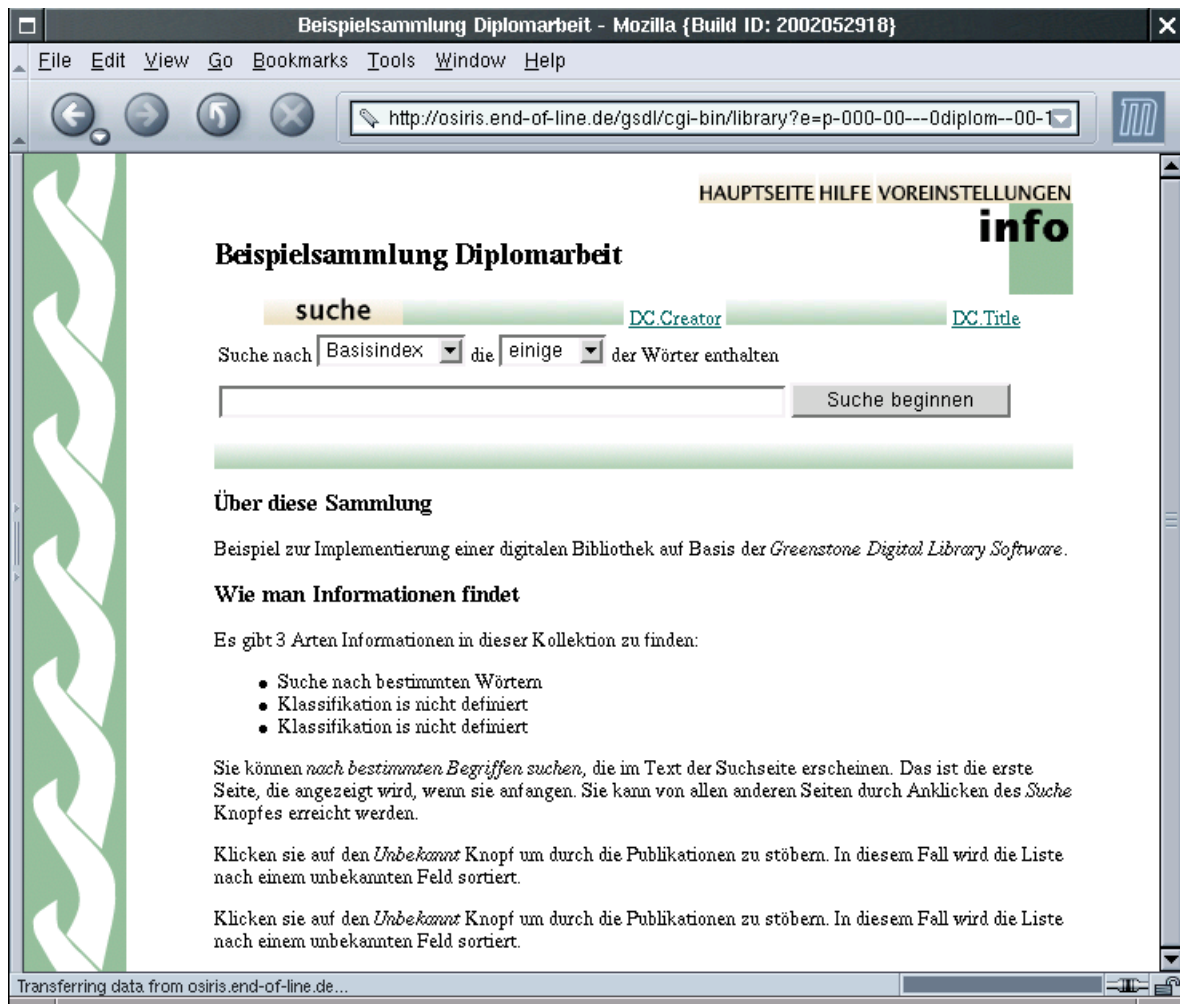 Beispielsammlung Diplomarbeit - Mozilla {Build ID: 2002052918}
File Edit View Go Bookmarks Tools Window Help
http://osiris.end-of-line.de/gsdl/cgi-bin/library?e=p-000-00---0diplom--00-1
HAUPTSEITE HILFE VOREINSTELLUNGEN
info
Beispielsammlung Diplomarbeit
suche DC.Creator DC.Title
Suche nach Basisindex die einige der Wörter enthalten
Suche beginnen
Über diese Sammlung
Beispiel zur Implementierung einer digitalen Bibliothek auf Basis der Greenstone Digital Library Software.
Wie man Informationen findet
Es gibt 3 Arten Informationen in dieser Kollektion zu finden:
• Suche nach bestimmten Wörtern
• Klassifikation is nicht definiert
• Klassifikation is nicht definiert
Sie können nach bestimmten Begriffen suchen, die im Text der Suchseite erscheinen. Das ist die erste
Seite, die angezeigt wird, wenn sie anfangen. Sie kann von allen anderen Seiten durch Anklicken des Suche
Knopfes erreicht werden.
Klicken sie auf den Unbekannt Knopf um durch die Publikationen zu stöbern. In diesem Fall wird die Liste
nach einem unbekannten Feld sortiert.
Klicken sie auf den Unbekannt Knopf um durch die Publikationen zu stöbern. In diesem Fall wird die Liste
nach einem unbekannten Feld sortiert.
Transferring data from osiris.end-of-line.de...